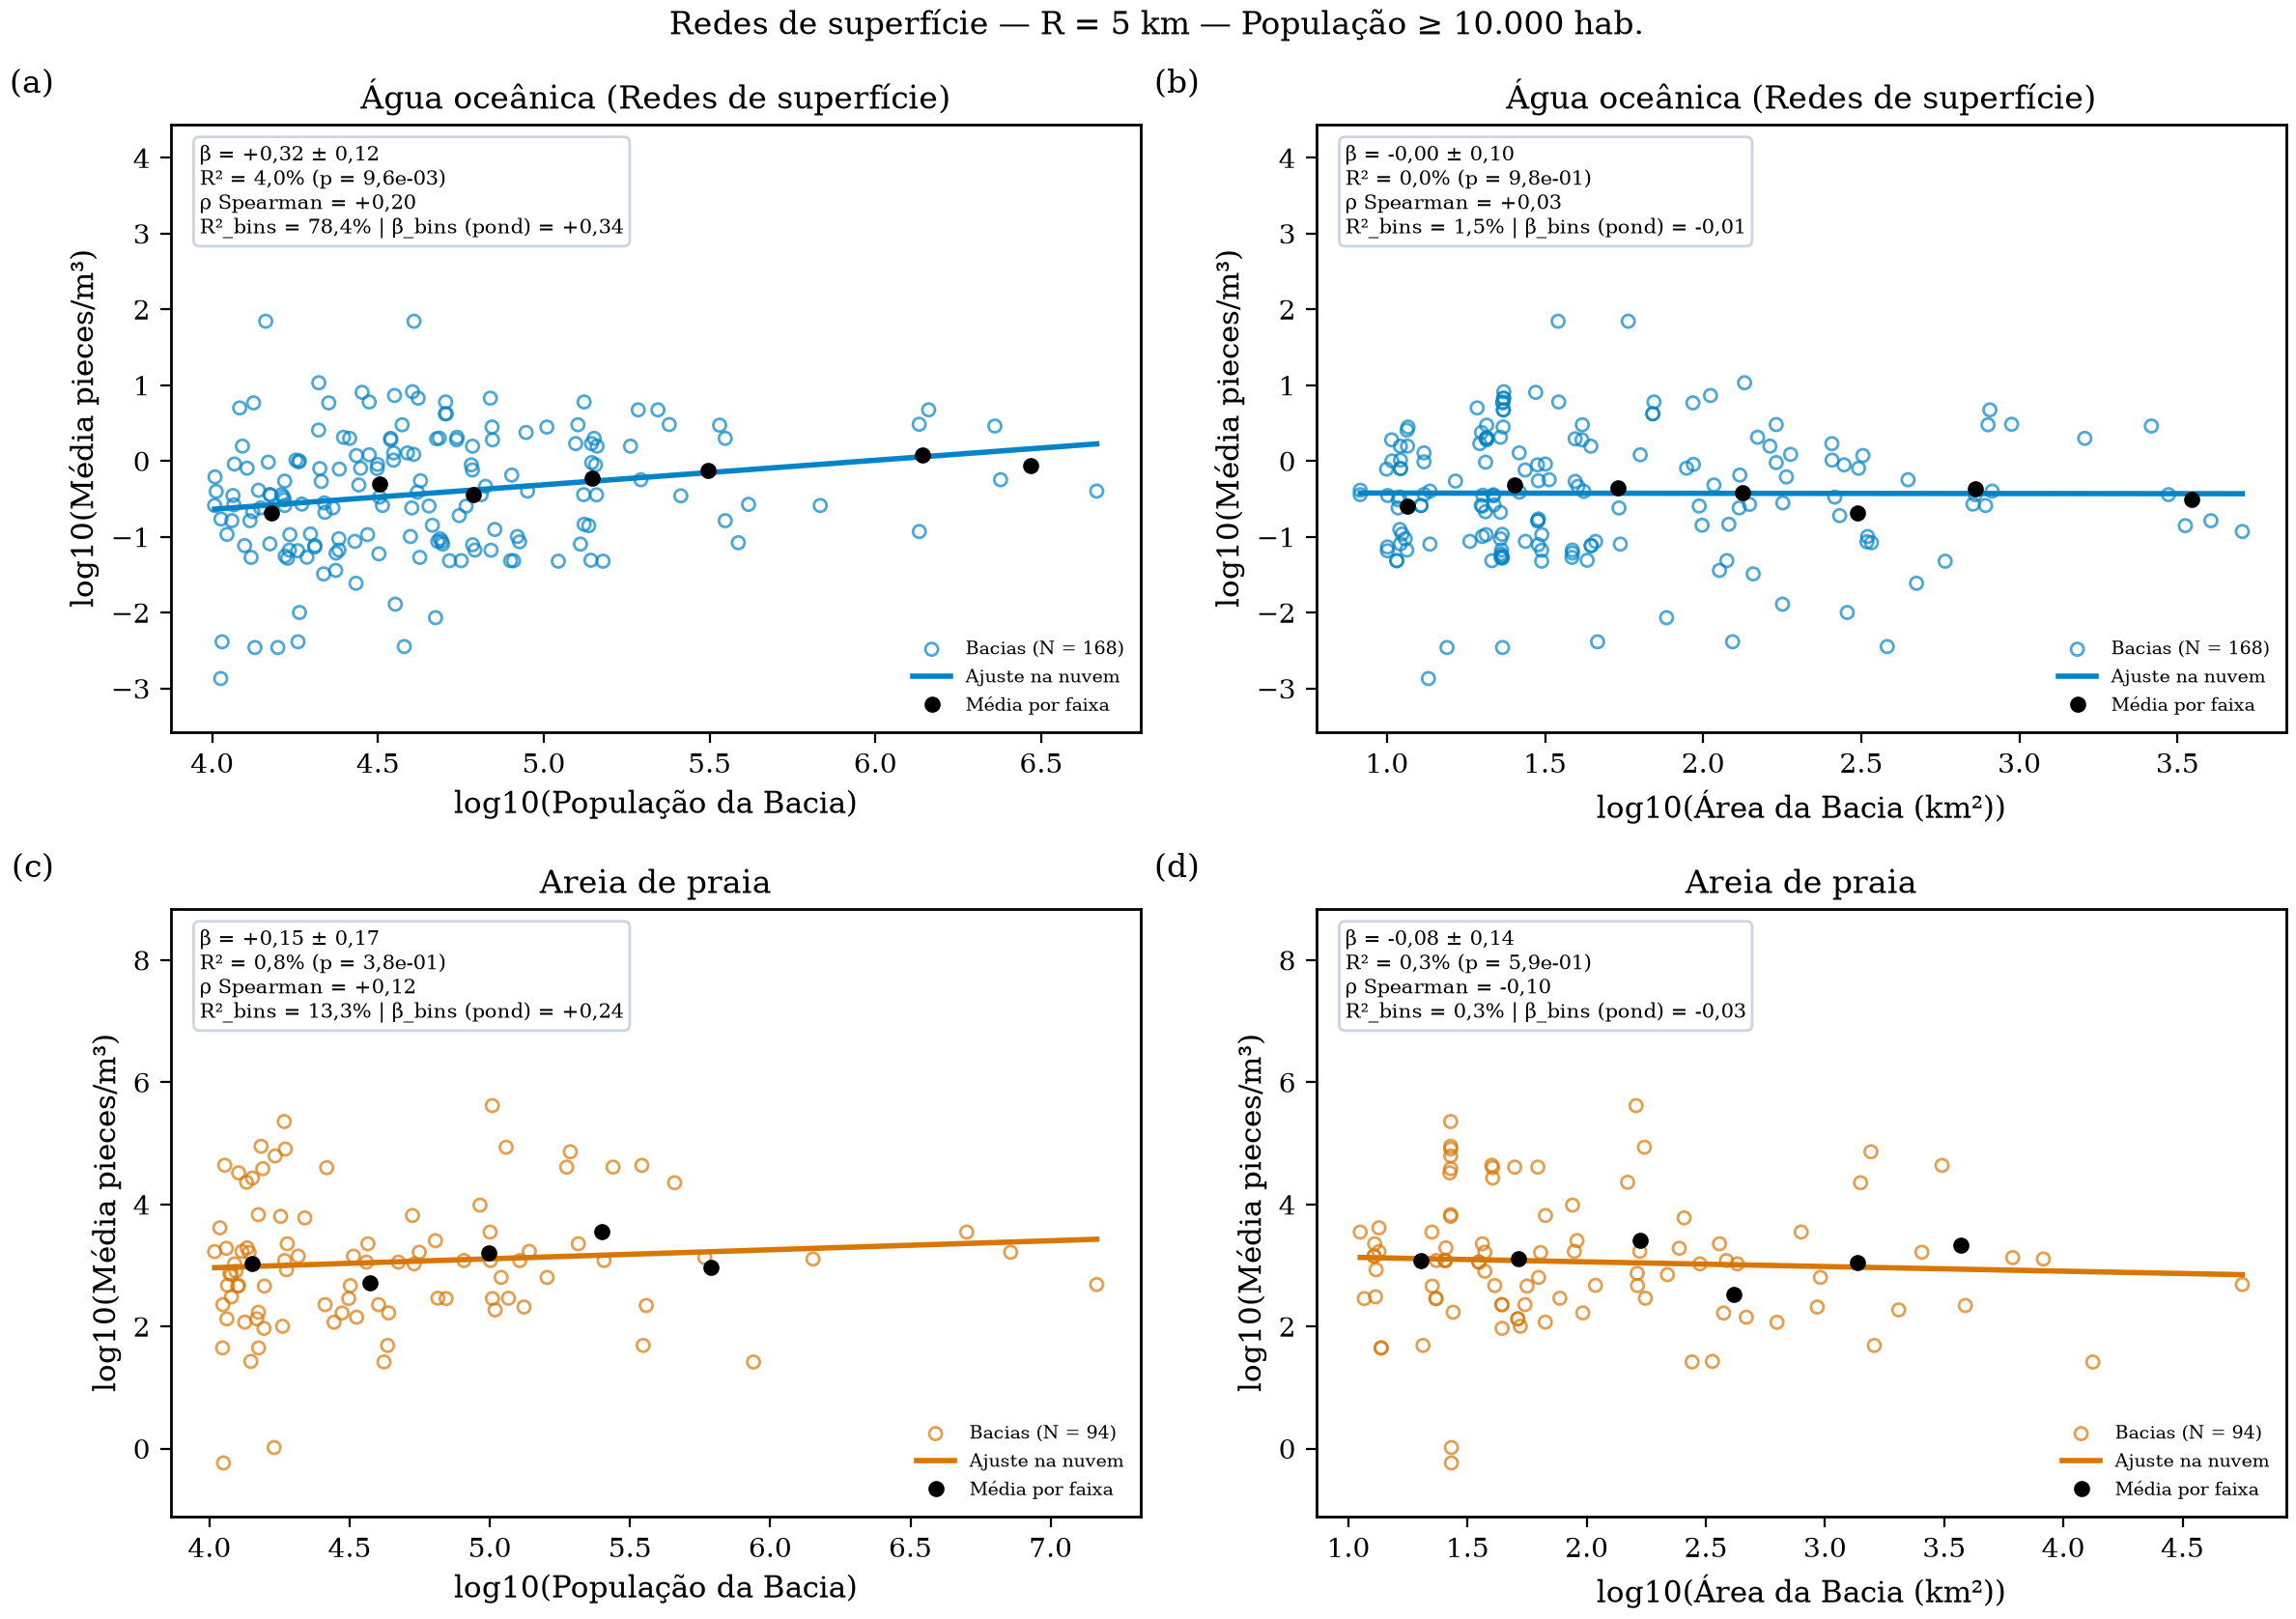 Redes de superfície — R = 5 km — População ≥ 10.000 hab.
(a)
Água oceânica (Redes de superfície)
β = +0,32 ± 0,12
R² = 4,0% (p = 9,6e-03)
ρ Spearman = +0,20
R²_bins = 78,4% | β_bins (pond) = +0,34
log10(Média pieces/m³)
4
3
2
1
0
−1
−2
−3
Bacias (N = 168)
Ajuste na nuvem
Média por faixa
4.0 4.5 5.0 5.5 6.0 6.5
log10(População da Bacia)
(b)
Água oceânica (Redes de superfície)
β = -0,00 ± 0,10
R² = 0,0% (p = 9,8e-01)
ρ Spearman = +0,03
R²_bins = 1,5% | β_bins (pond) = -0,01
log10(Média pieces/m³)
4
3
2
1
0
−1
−2
−3
Bacias (N = 168)
Ajuste na nuvem
Média por faixa
1.0 1.5 2.0 2.5 3.0 3.5
log10(Área da Bacia (km²))
(c)
Areia de praia
β = +0,15 ± 0,17
R² = 0,8% (p = 3,8e-01)
ρ Spearman = +0,12
R²_bins = 13,3% | β_bins (pond) = +0,24
log10(Média pieces/m³)
8
6
4
2
0
Bacias (N = 94)
Ajuste na nuvem
Média por faixa
4.0 4.5 5.0 5.5 6.0 6.5 7.0
log10(População da Bacia)
(d)
Areia de praia
β = -0,08 ± 0,14
R² = 0,3% (p = 5,9e-01)
ρ Spearman = -0,10
R²_bins = 0,3% | β_bins (pond) = -0,03
log10(Média pieces/m³)
8
6
4
2
0
Bacias (N = 94)
Ajuste na nuvem
Média por faixa
1.0 1.5 2.0 2.5 3.0 3.5 4.0 4.5
log10(Área da Bacia (km²))